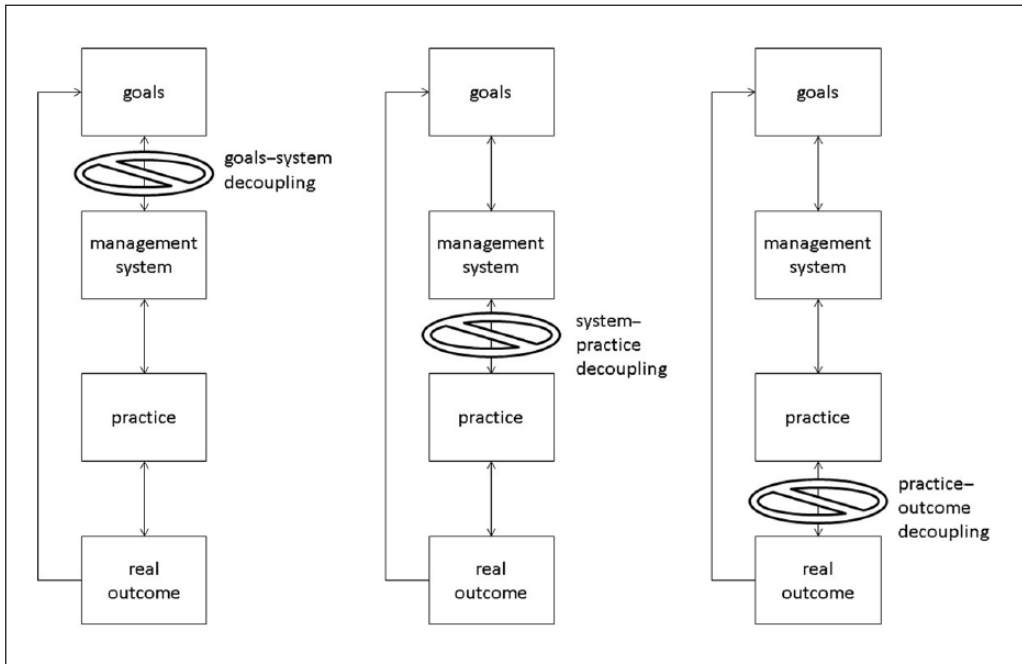 goals
goals–system
decoupling
management
system
practice
real
outcome
goals
management
system
system–
practice
decoupling
practice
real
outcome
goals
management
system
practice
practice–
outcome
decoupling
real
outcome